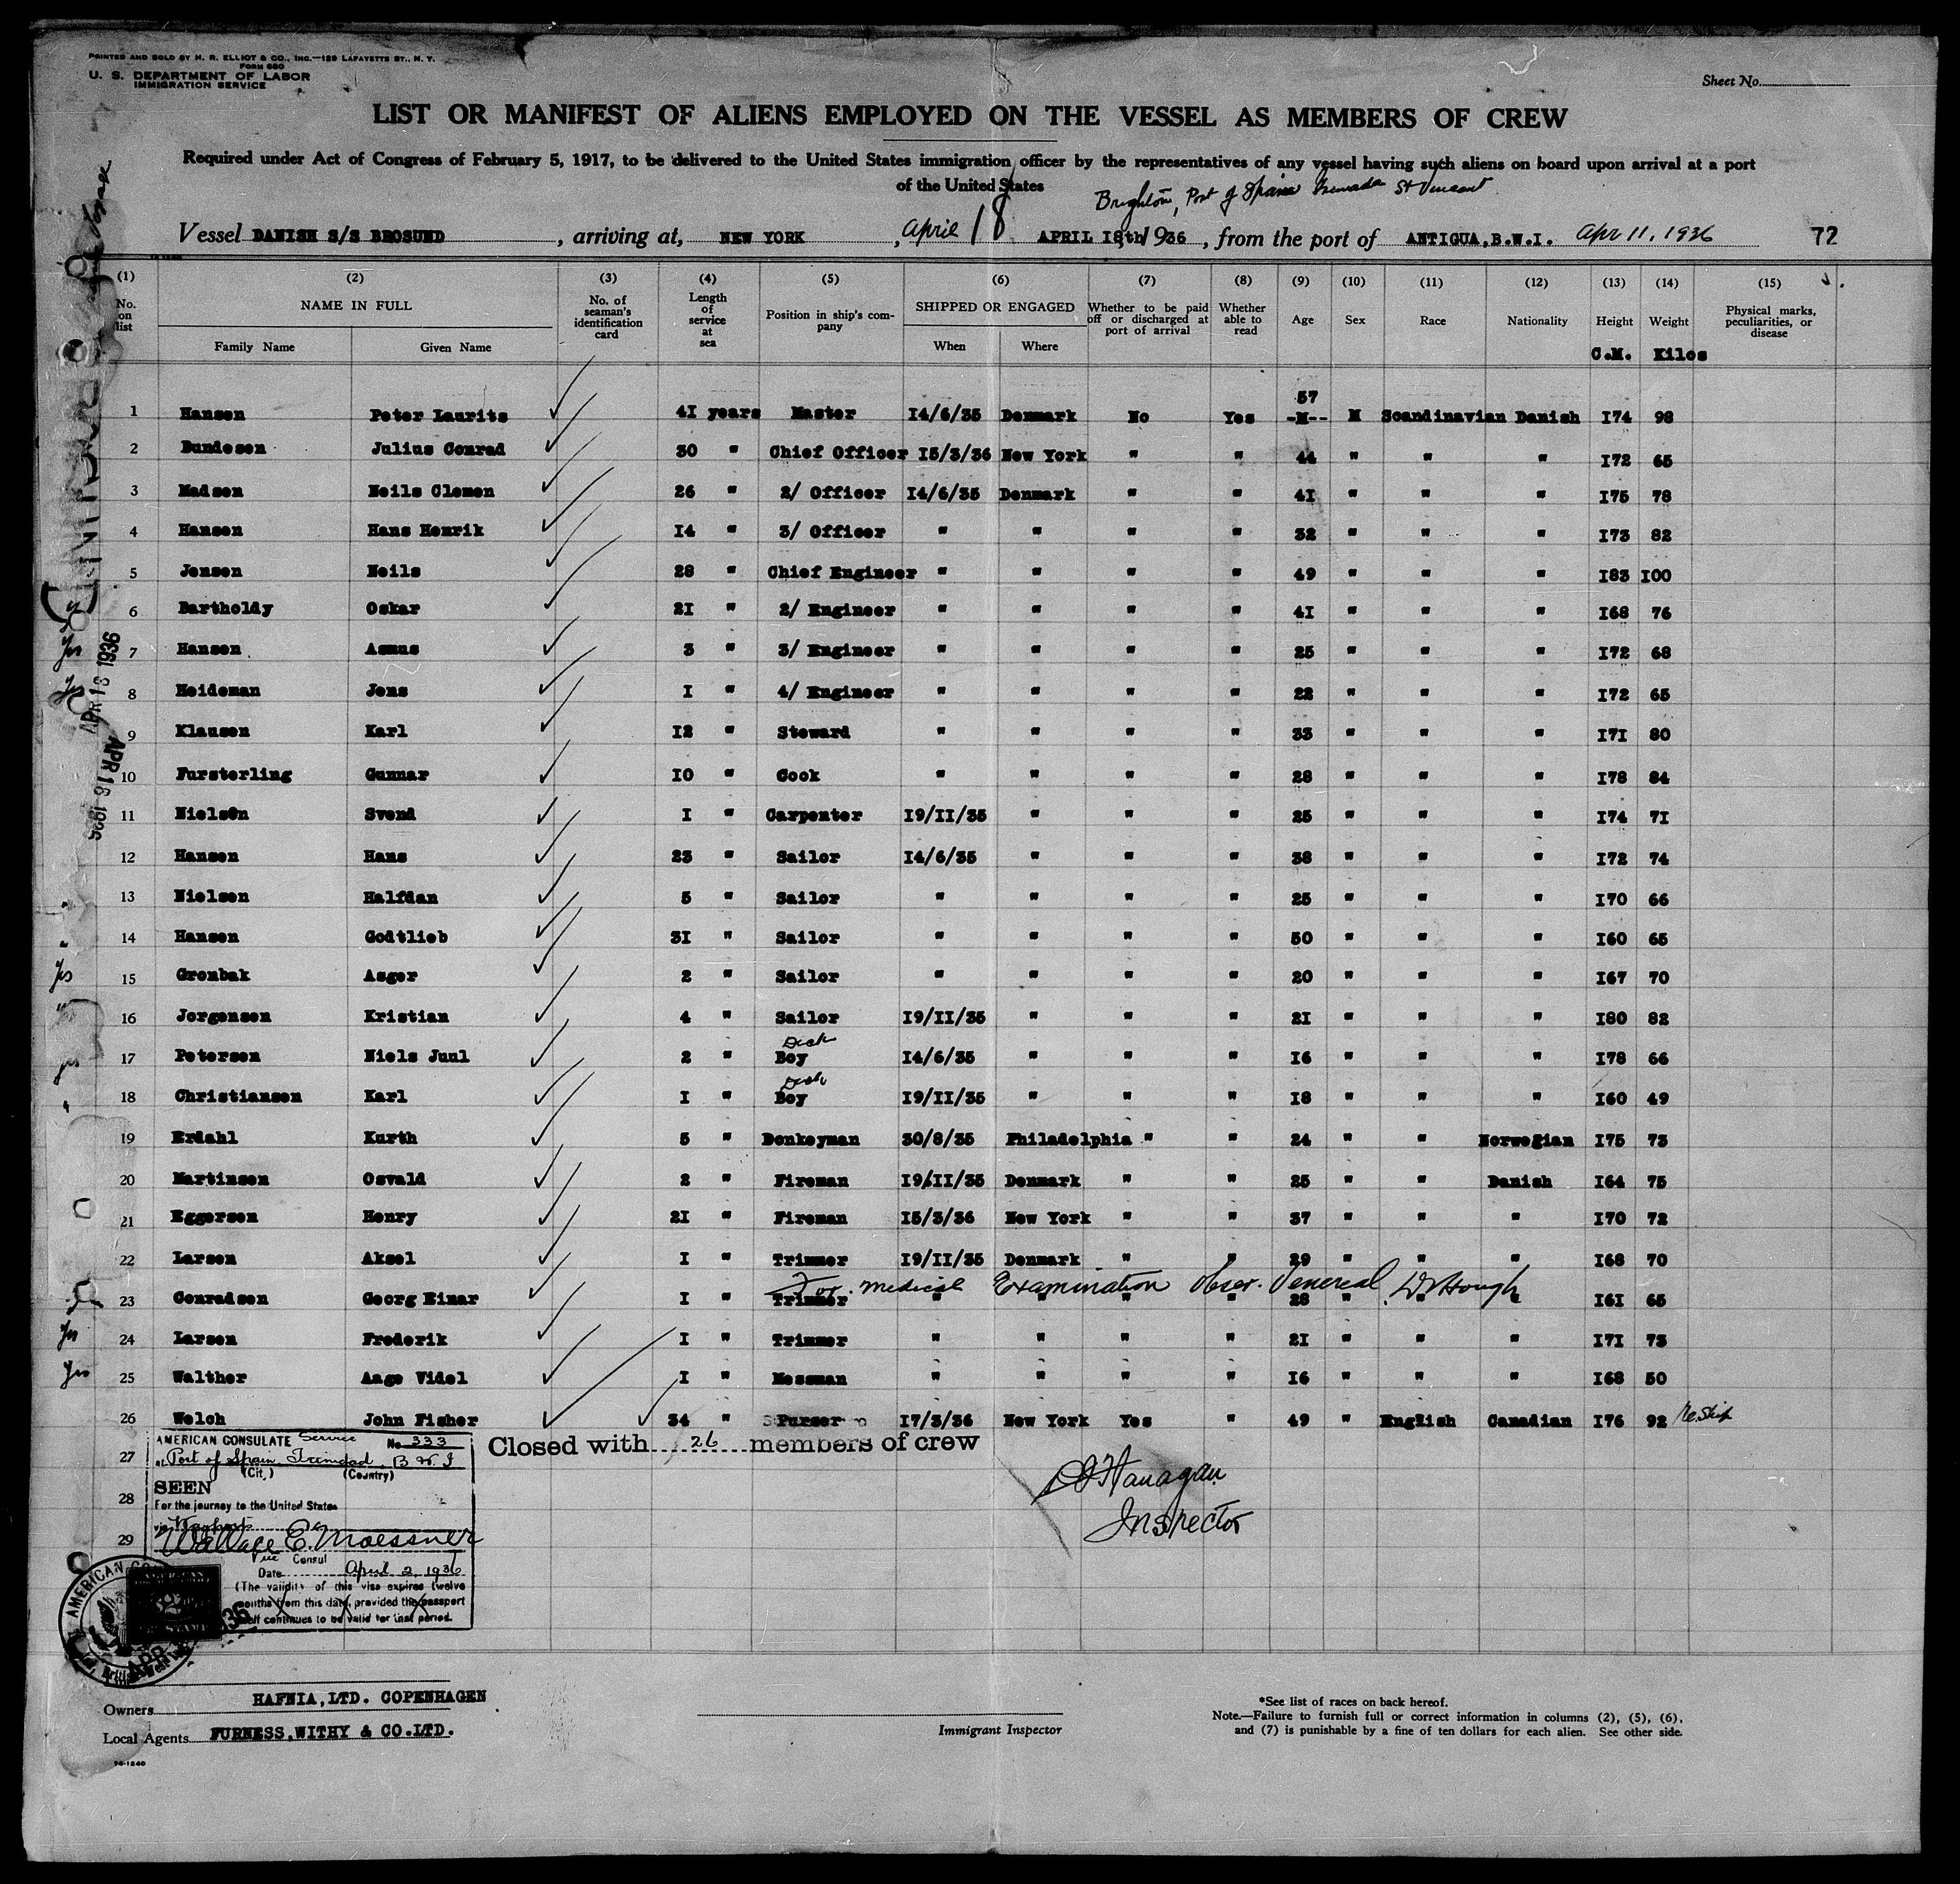 PRINTED AND SOLD BY H. R. ELLIOT & CO., INC.—129 LAFAYETTE ST., N. Y.
FORM 680
U. S. DEPARTMENT OF LABOR
IMMIGRATION SERVICE
Sheet No.
LIST OR MANIFEST OF ALIENS EMPLOYED ON THE VESSEL AS MEMBERS OF CREW
Required under Act of Congress of February 5, 1917, to be delivered to the United States immigration officer by the representatives of any vessel having such aliens on board upon arrival at a port
of the United States
Brighton, Port of Spain Grenada St Vincent
Vessel DANISH S/S BROSUND, arriving at, NEW YORK, April 18 APRIL 18th 1936, from the port of ANTIGUA, B.W.I. Apr 11, 1936 72
(1) (2) (3) (4) (5) (6) (7) (8) (9) (10) (11) (12) (13) (14) (15)
No. on list NAME IN FULL No. of seaman's identification card Length of service at sea Position in ship's company SHIPPED OR ENGAGED Whether to be paid off or discharged at port of arrival Whether able to read Age Sex Race Nationality Height Weight Physical marks, peculiarities, or disease
Family Name Given Name When Where C.M. Kilos
1 Hansen Peter Laurits 41 years Master 14/6/35 Denmark No Yes 57 -M-- M Scandinavian Danish 174 98
2 Bundesen Julius Conrad 30 " Chief Officer 15/3/36 New York " " 44 " " " 172 65
3 Madsen Neils Clemen 26 " 2/ Officer 14/6/35 Denmark " " 41 " " " 175 78
4 Hansen Hans Henrik 14 " 3/ Officer " " " " 32 " " " 173 82
5 Jensen Neils 28 " Chief Engineer " " " " 49 " " " 183 100
6 Bartholdy Oskar 21 " 2/ Engineer " " " " 41 " " " 168 76
7 Hansen Asmus 3 " 3/ Engineer " " " " 25 " " " 172 68
8 Heideman Jens 1 " 4/ Engineer " " " " 22 " " " 172 65
9 Klausen Karl 12 " Steward " " " " 33 " " " 171 80
10 Fursterling Gunnar 10 " Cook " " " " 28 " " " 178 84
11 Nielsen Svend 1 " Carpenter 19/11/35 " " " 25 " " " 174 71
12 Hansen Hans 23 " Sailor 14/6/35 " " " 38 " " " 172 74
13 Nielsen Halfdan 5 " Sailor " " " " 25 " " " 170 66
14 Hansen Godtlieb 31 " Sailor " " " " 50 " " " 160 65
15 Gronbak Asger 2 " Sailor " " " " 20 " " " 167 70
16 Jorgensen Kristian 4 " Sailor 19/11/35 " " " 21 " " " 180 82
17 Petersen Niels Juul 2 " Deck Boy 14/6/35 " " " 16 " " " 178 66
18 Christiansen Karl 1 " Deck Boy 19/11/35 " " " 18 " " " 160 49
19 Erdahl Kurth 5 " Donkeyman 30/8/35 Philadelphia " " 24 " " Norwegian 175 73
20 Martinsen Osvald 2 " Fireman 19/11/35 Denmark " " 25 " " Danish 164 75
21 Eggersen Henry 21 " Fireman 15/3/36 New York " " 37 " " " 170 72
22 Larsen Aksel 1 " Trimmer 19/11/35 Denmark " " 29 " " " 168 70
For medical Examination obser. Venereal
23 Conradsen Georg Einar 1 " Trimmer " " " " 28 " " " 161 65
24 Larsen Frederik 1 " Trimmer " " " " 21 " " " 171 73
25 Walther Aage Videl 1 " Messman " " " " 16 " " " 168 50
26 Welch John Fisher 34 " Purser 17/3/36 New York Yes " 49 " English Canadian 176 92 Re.Ship
27
28
29
APR 18 1936
APR 18 1936
Closed with 26 members of crew
Inspector
AMERICAN CONSULATE Service No. 333
at Port of Spain, Trinidad, B W I
(City) (Country)
SEEN
For the journey to the United States
via
Wallace E. Moessner
Vice Consul
Date April 2, 1936
(The validity of this visa expires twelve
months from this date, provided the passport
itself continues to be valid for that period.
Owners HAFNIA, LTD. COPENHAGEN
Local Agents FURNESS, WITHY & CO. LTD.
Immigrant Inspector
*See list of races on back hereof.
Note.—Failure to furnish full or correct information in columns (2), (5), (6),
and (7) is punishable by a fine of ten dollars for each alien. See other side.